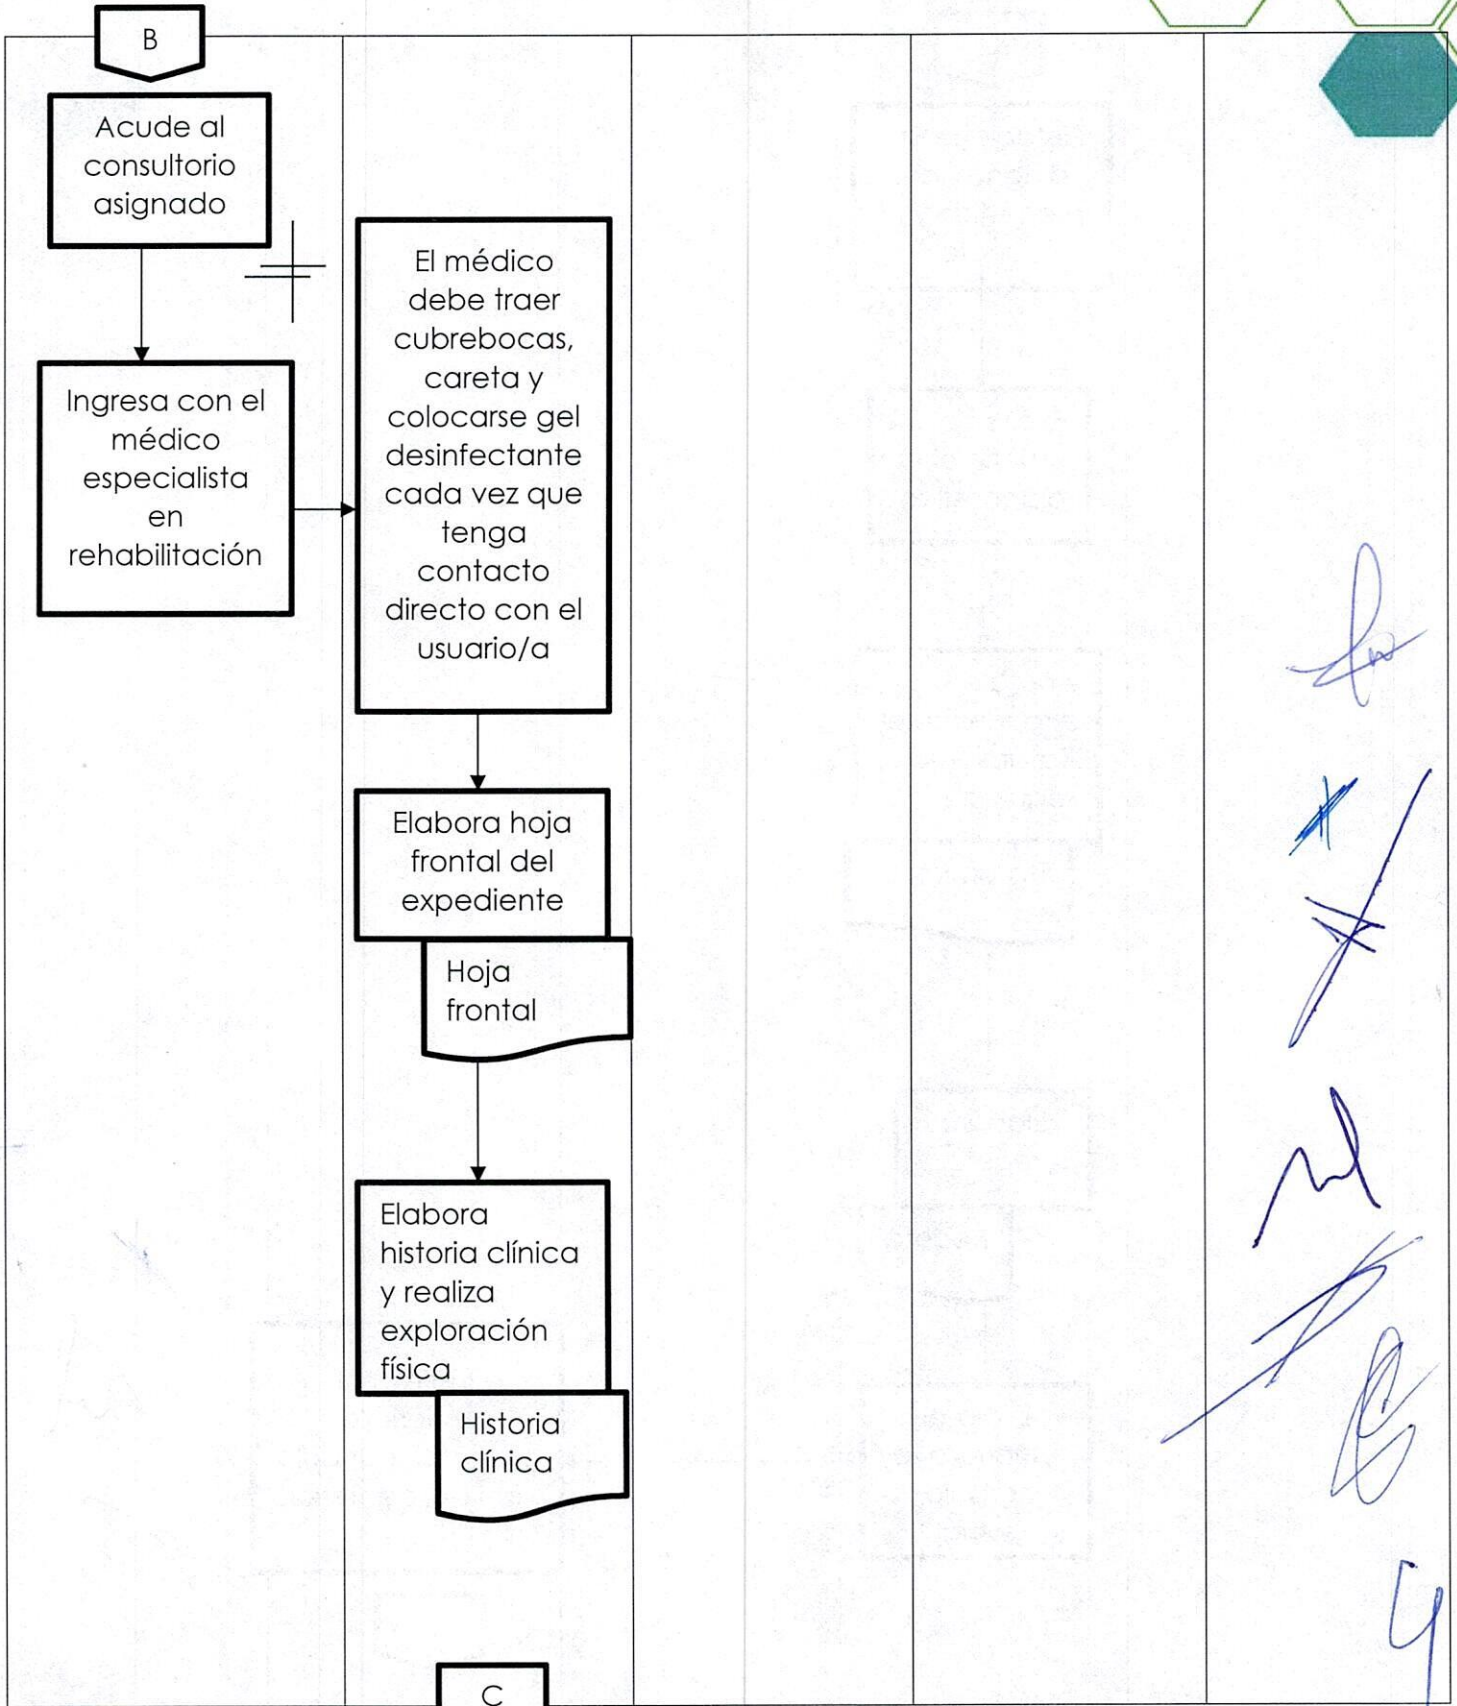 B
Acude al
consultorio
asignado
Ingresa con el
médico
especialista
en
rehabilitación
El médico
debe traer
cubrebocas,
careta y
colocarse gel
desinfectante
cada vez que
tenga
contacto
directo con el
usuario/a
Elabora hoja
frontal del
expediente
Hoja
frontal
Elabora
historia clínica
y realiza
exploración
física
Historia
clínica
C